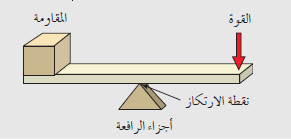 القوة
المقاومة
نقطة الارتكاز
أجزاء الرافعة